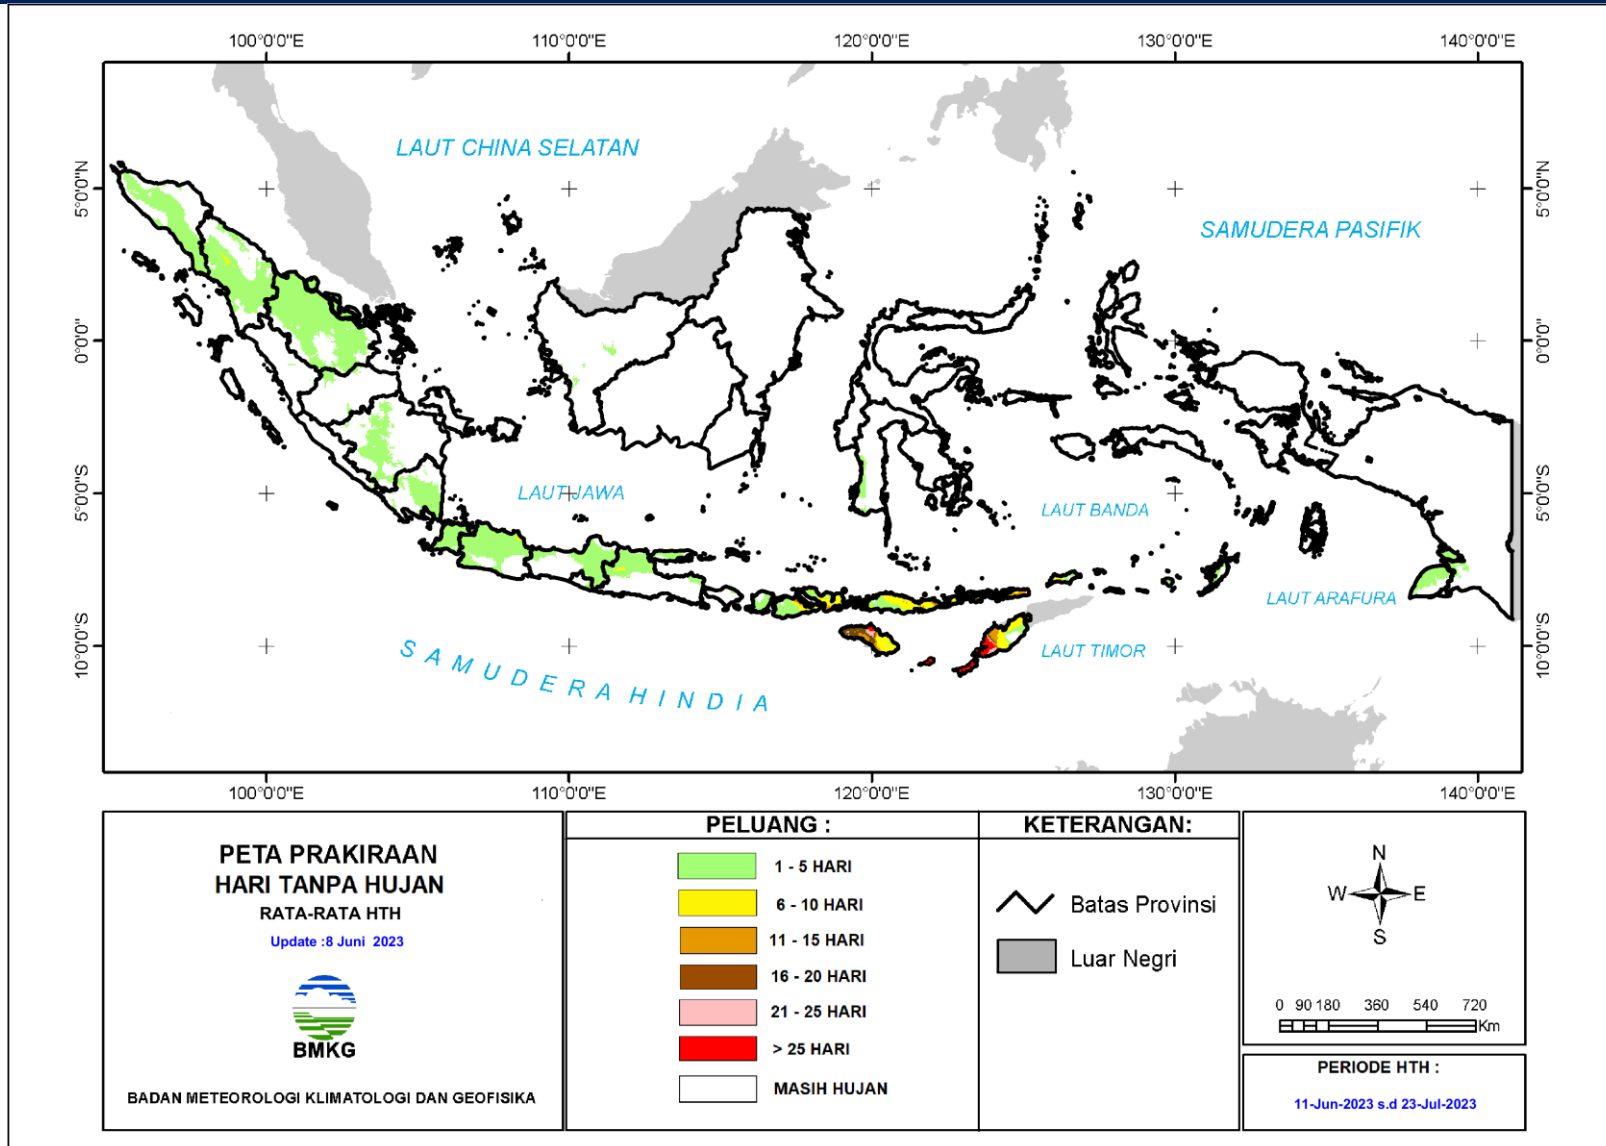 100°0'0"E 110°0'0"E 120°0'0"E 130°0'0"E 140°0'0"E
5°0'0"N
0°0'0"
5°0'0"S
10°0'0"S
LAUT CHINA SELATAN
SAMUDERA PASIFIK
LAUT JAWA
LAUT BANDA
LAUT ARAFURA
LAUT TIMOR
SAMUDERA HINDIA
5°0'0"N
0°0'0"
5°0'0"S
10°0'0"S
100°0'0"E 110°0'0"E 120°0'0"E 130°0'0"E 140°0'0"E
PETA PRAKIRAAN
HARI TANPA HUJAN
RATA-RATA HTH
Update :8 Juni 2023
BMKG
BADAN METEOROLOGI KLIMATOLOGI DAN GEOFISIKA
PELUANG :
1 - 5 HARI
6 - 10 HARI
11 - 15 HARI
16 - 20 HARI
21 - 25 HARI
> 25 HARI
MASIH HUJAN
KETERANGAN:
Batas Provinsi
Luar Negri
N
W E
S
0 90 180 360 540 720
Km
PERIODE HTH :
11-Jun-2023 s.d 23-Jul-2023